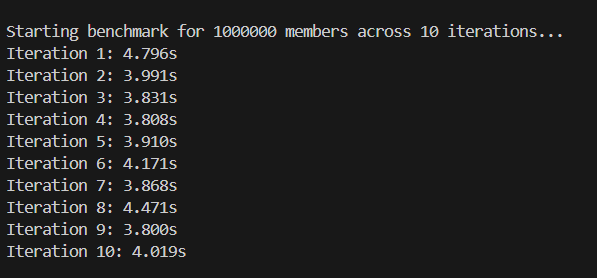 Starting benchmark for 1000000 members across 10 iterations...
Iteration 1: 4.796s
Iteration 2: 3.991s
Iteration 3: 3.831s
Iteration 4: 3.808s
Iteration 5: 3.910s
Iteration 6: 4.171s
Iteration 7: 3.868s
Iteration 8: 4.471s
Iteration 9: 3.800s
Iteration 10: 4.019s